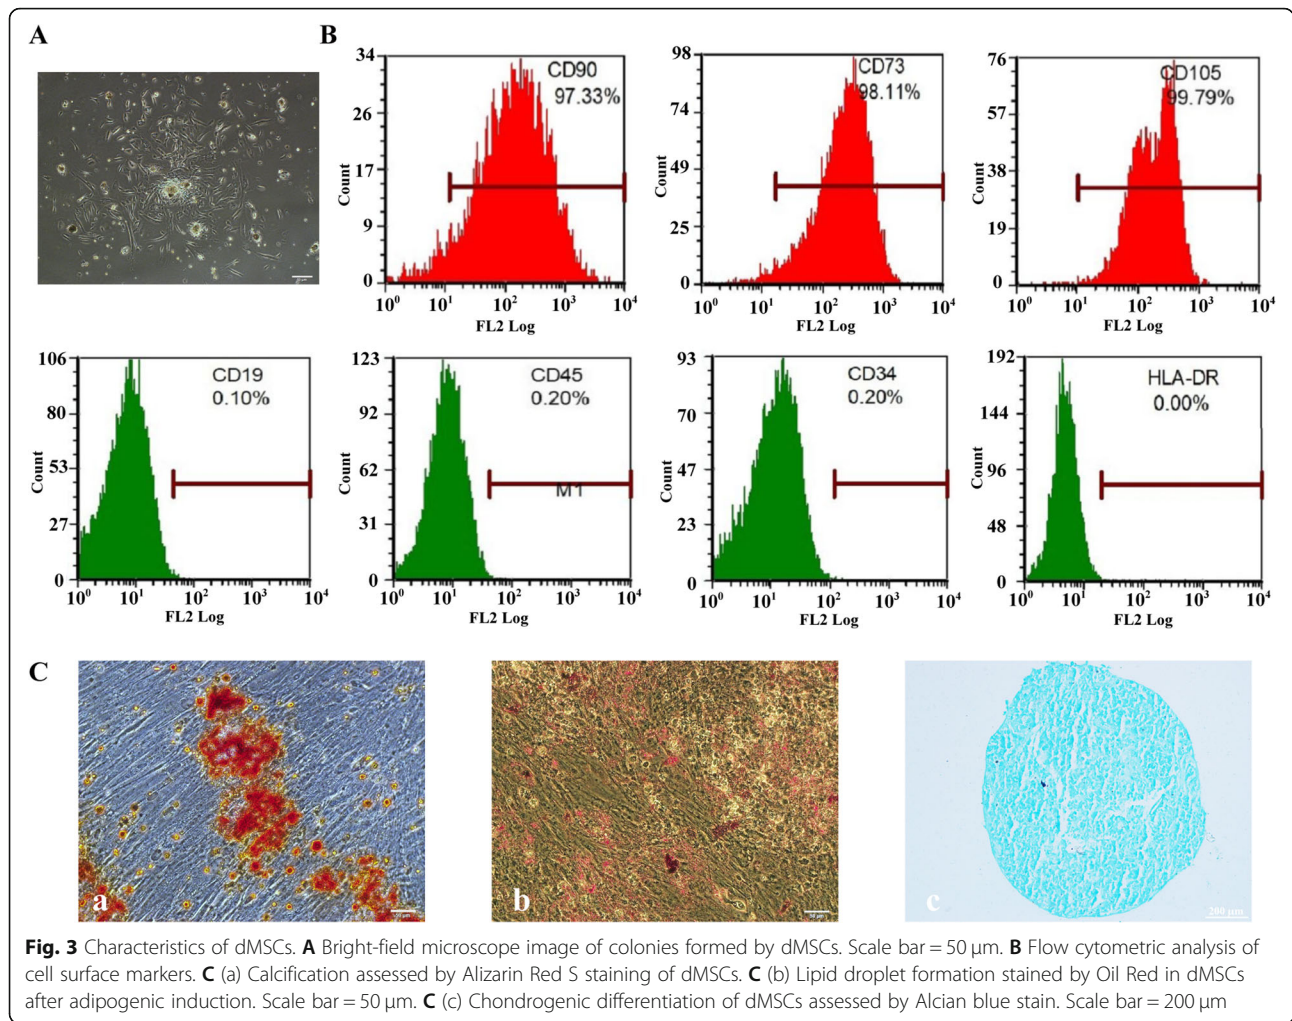 A
B
34
26
17
9
0
Count
CD90
97.33%
10⁰ 10¹ 10² 10³ 10⁴
FL2 Log
98
74
49
25
0
Count
CD73
98.11%
10⁰ 10¹ 10² 10³ 10⁴
FL2 Log
76
57
38
19
0
Count
CD105
99.79%
10⁰ 10¹ 10² 10³ 10⁴
FL2 Log
106
80
53
27
0
Count
CD19
0.10%
10⁰ 10¹ 10² 10³ 10⁴
FL2 Log
123
92
62
31
0
Count
CD45
0.20%
M1
10⁰ 10¹ 10² 10³ 10⁴
FL2 Log
93
70
47
23
0
Count
CD34
0.20%
10⁰ 10¹ 10² 10³ 10⁴
FL2 Log
192
144
96
48
0
Count
HLA-DR
0.00%
10⁰ 10¹ 10² 10³ 10⁴
FL2 Log
C
a
b
c
200 μm
Fig. 3 Characteristics of dMSCs. A Bright-field microscope image of colonies formed by dMSCs. Scale bar = 50 μm. B Flow cytometric analysis of
cell surface markers. C (a) Calcification assessed by Alizarin Red S staining of dMSCs. C (b) Lipid droplet formation stained by Oil Red in dMSCs
after adipogenic induction. Scale bar = 50 μm. C (c) Chondrogenic differentiation of dMSCs assessed by Alcian blue stain. Scale bar = 200 μm